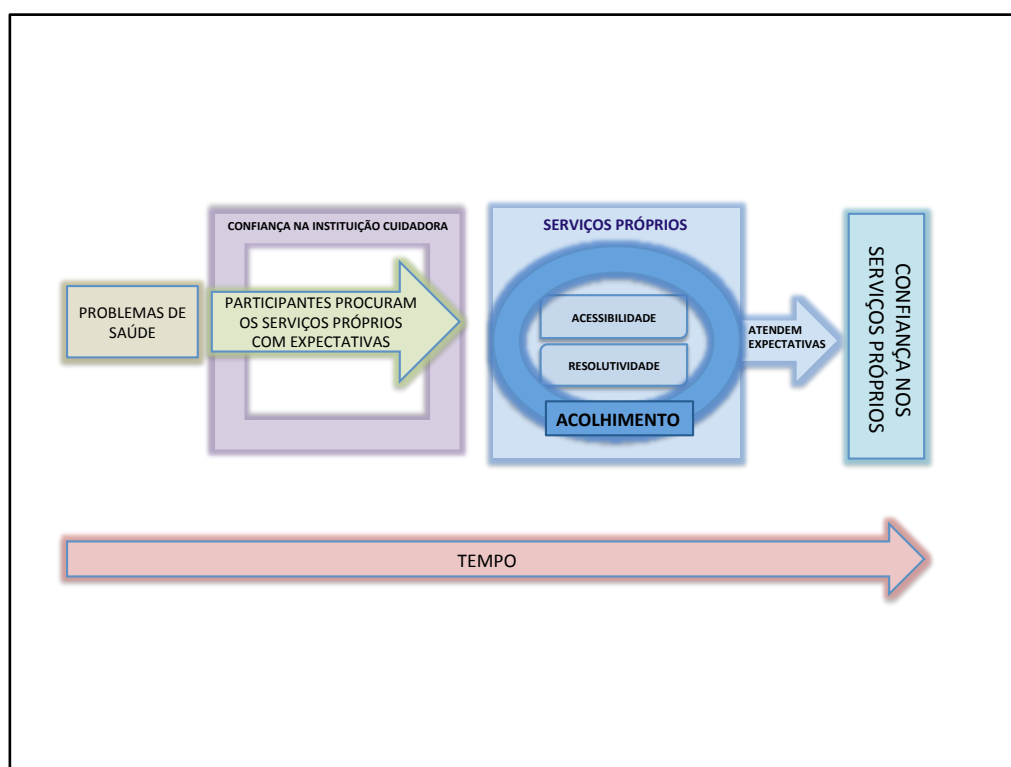 PROBLEMAS DE
SAÚDE
CONFIANÇA NA INSTITUIÇÃO CUIDADORA
PARTICIPANTES PROCURAM
OS SERVIÇOS PRÓPRIOS
COM EXPECTATIVAS
SERVIÇOS PRÓPRIOS
ACESSIBILIDADE
RESOLUTIVIDADE
ACOLHIMENTO
ATENDEM
EXPECTATIVAS
CONFIANÇA NOS
SERVIÇOS PRÓPRIOS
TEMPO